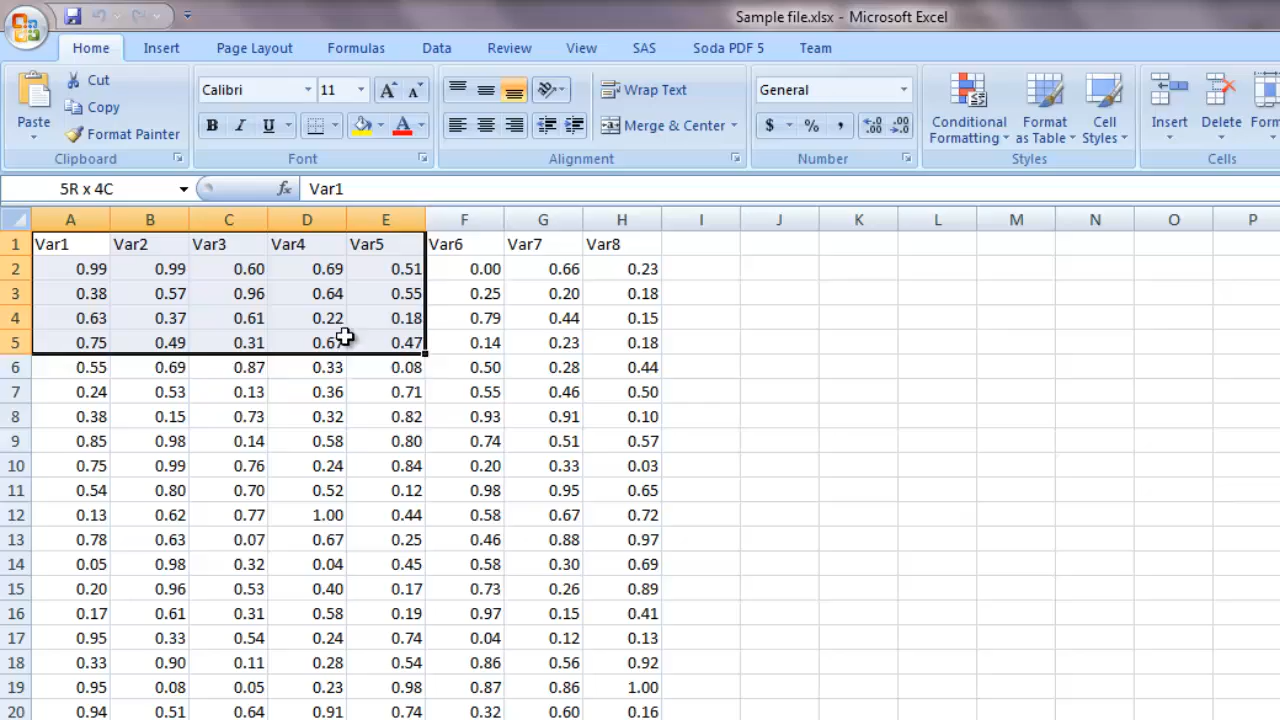 Sample file.xlsx - Microsoft Excel
Home Insert Page Layout Formulas Data Review View SAS Soda PDF 5 Team
Cut
Copy
Format Painter
Paste
Clipboard
Calibri 11
B I U A
Font
Wrap Text
Merge & Center
Alignment
General
$ % ,
Number
Conditional Formatting
Format as Table
Cell Styles
Styles
Insert Delete Form
Cells
5R x 4C fx Var1
A B C D E F G H I J K L M N O P
1 Var1 Var2 Var3 Var4 Var5 Var6 Var7 Var8
2 0.99 0.99 0.60 0.69 0.51 0.00 0.66 0.23
3 0.38 0.57 0.96 0.64 0.55 0.25 0.20 0.18
4 0.63 0.37 0.61 0.22 0.18 0.79 0.44 0.15
5 0.75 0.49 0.31 0.67 0.47 0.14 0.23 0.18
6 0.55 0.69 0.87 0.33 0.08 0.50 0.28 0.44
7 0.24 0.53 0.13 0.36 0.71 0.55 0.46 0.50
8 0.38 0.15 0.73 0.32 0.82 0.93 0.91 0.10
9 0.85 0.98 0.14 0.58 0.80 0.74 0.51 0.57
10 0.75 0.99 0.76 0.24 0.84 0.20 0.33 0.03
11 0.54 0.80 0.70 0.52 0.12 0.98 0.95 0.65
12 0.13 0.62 0.77 1.00 0.44 0.58 0.67 0.72
13 0.78 0.63 0.07 0.67 0.25 0.46 0.88 0.97
14 0.05 0.98 0.32 0.04 0.45 0.58 0.30 0.69
15 0.20 0.96 0.53 0.40 0.17 0.73 0.26 0.89
16 0.17 0.61 0.31 0.58 0.19 0.97 0.15 0.41
17 0.95 0.33 0.54 0.24 0.74 0.04 0.12 0.13
18 0.33 0.90 0.11 0.28 0.54 0.86 0.56 0.92
19 0.95 0.08 0.05 0.23 0.98 0.87 0.86 1.00
20 0.94 0.51 0.64 0.91 0.74 0.32 0.60 0.16